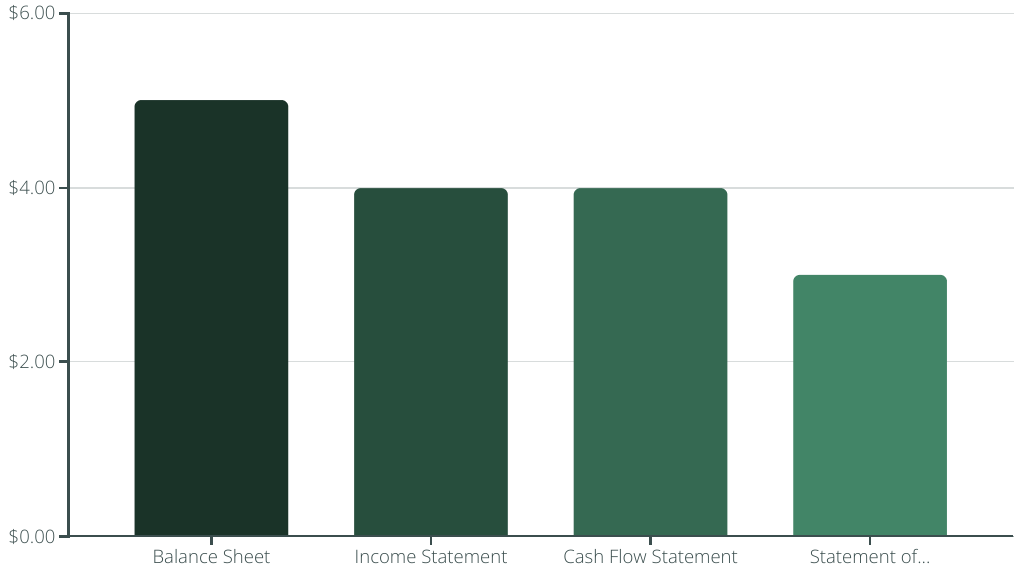 $6.00
$4.00
$2.00
$0.00
Balance Sheet
Income Statement
Cash Flow Statement
Statement of...